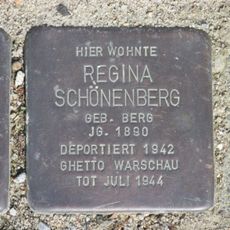 HIER WOHNTE
REGINA
SCHÖNENBERG
GEB. BERG
JG. 1890
DEPORTIERT 1942
GHETTO WARSCHAU
TOT JULI 1944